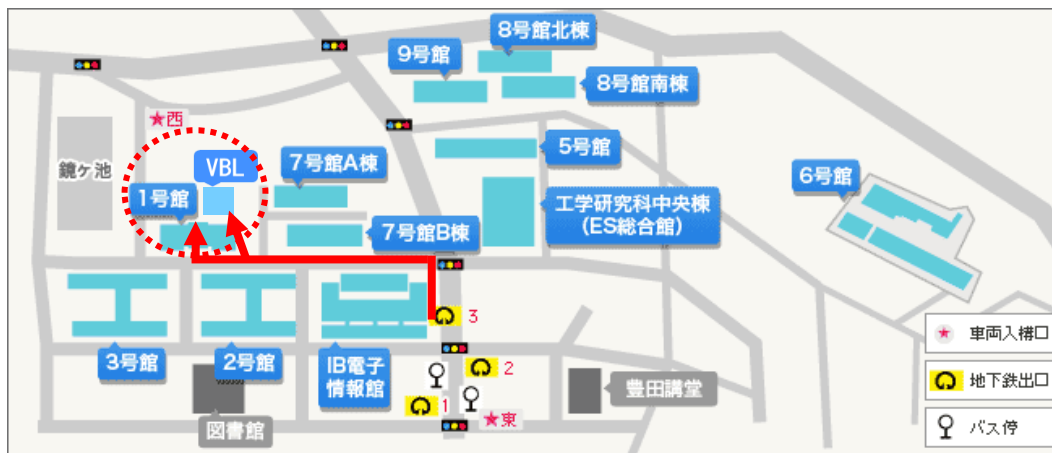 8号館北棟
9号館
8号館南棟
★西
5号館
鏡ヶ池
VBL
7号館A棟
6号館
1号館
工学研究科中央棟
(ES総合館)
7号館B棟
3
★ 車両入構口
3号館
2号館
IB電子
情報館
2
豊田講堂
地下鉄出口
1
★東
図書館
バス停